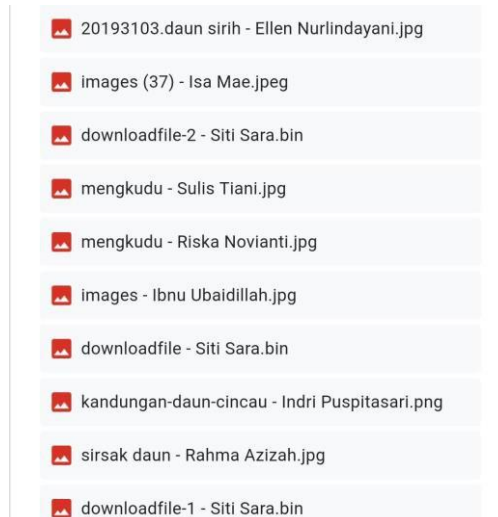 20193103.daun sirih - Ellen Nurlindayani.jpg
images (37) - Isa Mae.jpeg
downloadfile-2 - Siti Sara.bin
mengkudu - Sulis Tiani.jpg
mengkudu - Riska Novianti.jpg
images - Ibnu Ubaidillah.jpg
downloadfile - Siti Sara.bin
kandungan-daun-cincau - Indri Puspitasari.png
sirsak daun - Rahma Azizah.jpg
downloadfile-1 - Siti Sara.bin